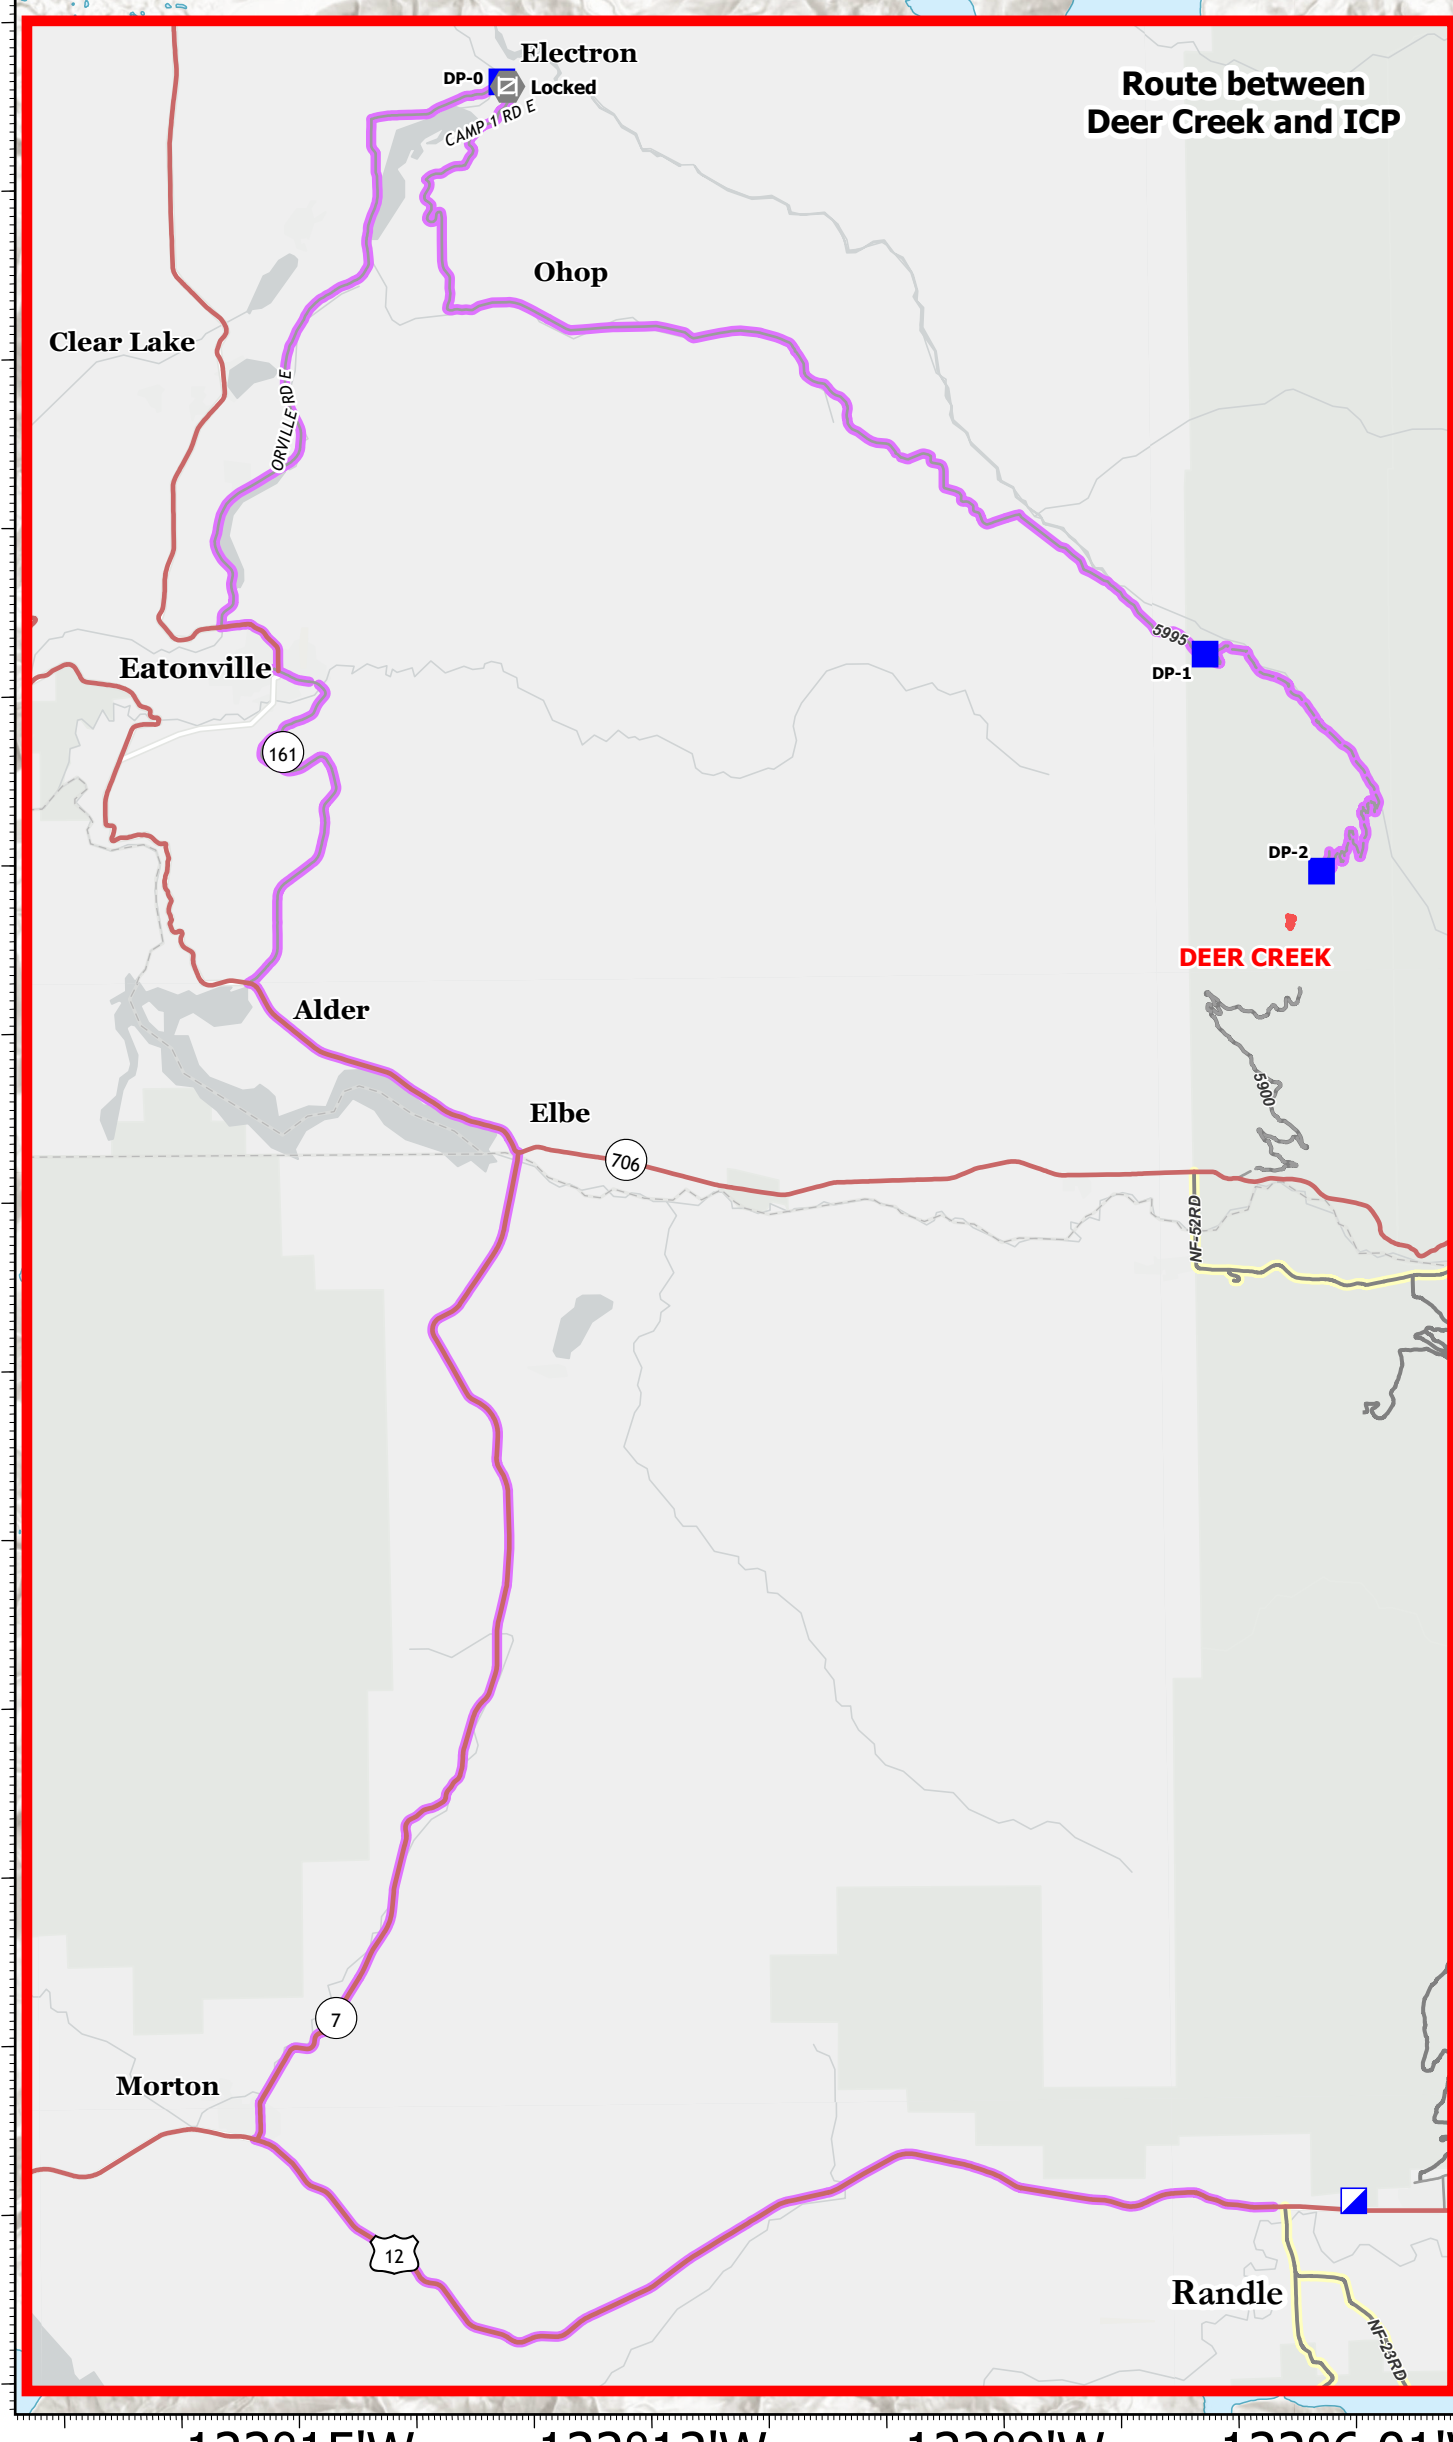 Electron
DP-0
Locked
CAMP 1 RD E
Route between
Deer Creek and ICP
Ohop
Clear Lake
ORVILLE RD E
5995
DP-1
Eatonville
161
DP-2
DEER CREEK
Alder
5900
Elbe
706
NF-52RD
7
Morton
12
Randle
NF-23RD